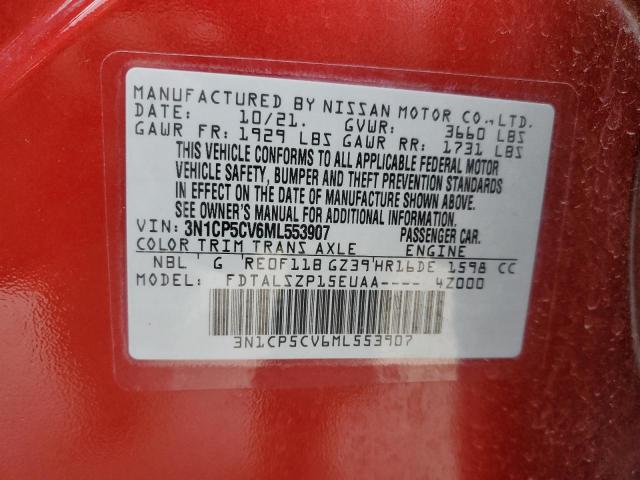 MANUFACTURED BY NISSAN MOTOR CO.,LTD.
DATE: 10/21. GVWR: 3660 LBS
GAWR FR: 1929 LBS GAWR RR: 1731 LBS
THIS VEHICLE CONFORMS TO ALL APPLICABLE FEDERAL MOTOR
VEHICLE SAFETY, BUMPER AND THEFT PREVENTION STANDARDS
IN EFFECT ON THE DATE OF MANUFACTURE SHOWN ABOVE.
SEE OWNER'S MANUAL FOR ADDITIONAL INFORMATION.
VIN: 3N1CP5CV6ML553907 PASSENGER CAR.
COLOR TRIM TRANS AXLE ENGINE
NBL G RE0F11B GZ39 HR16DE 1598 CC
MODEL: FDTALSZP15EUAA---- 4Z000
3N1CP5CV6ML553907